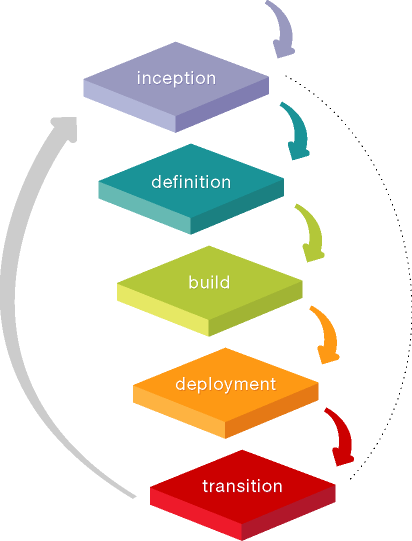 inception
definition
build
deployment
transition